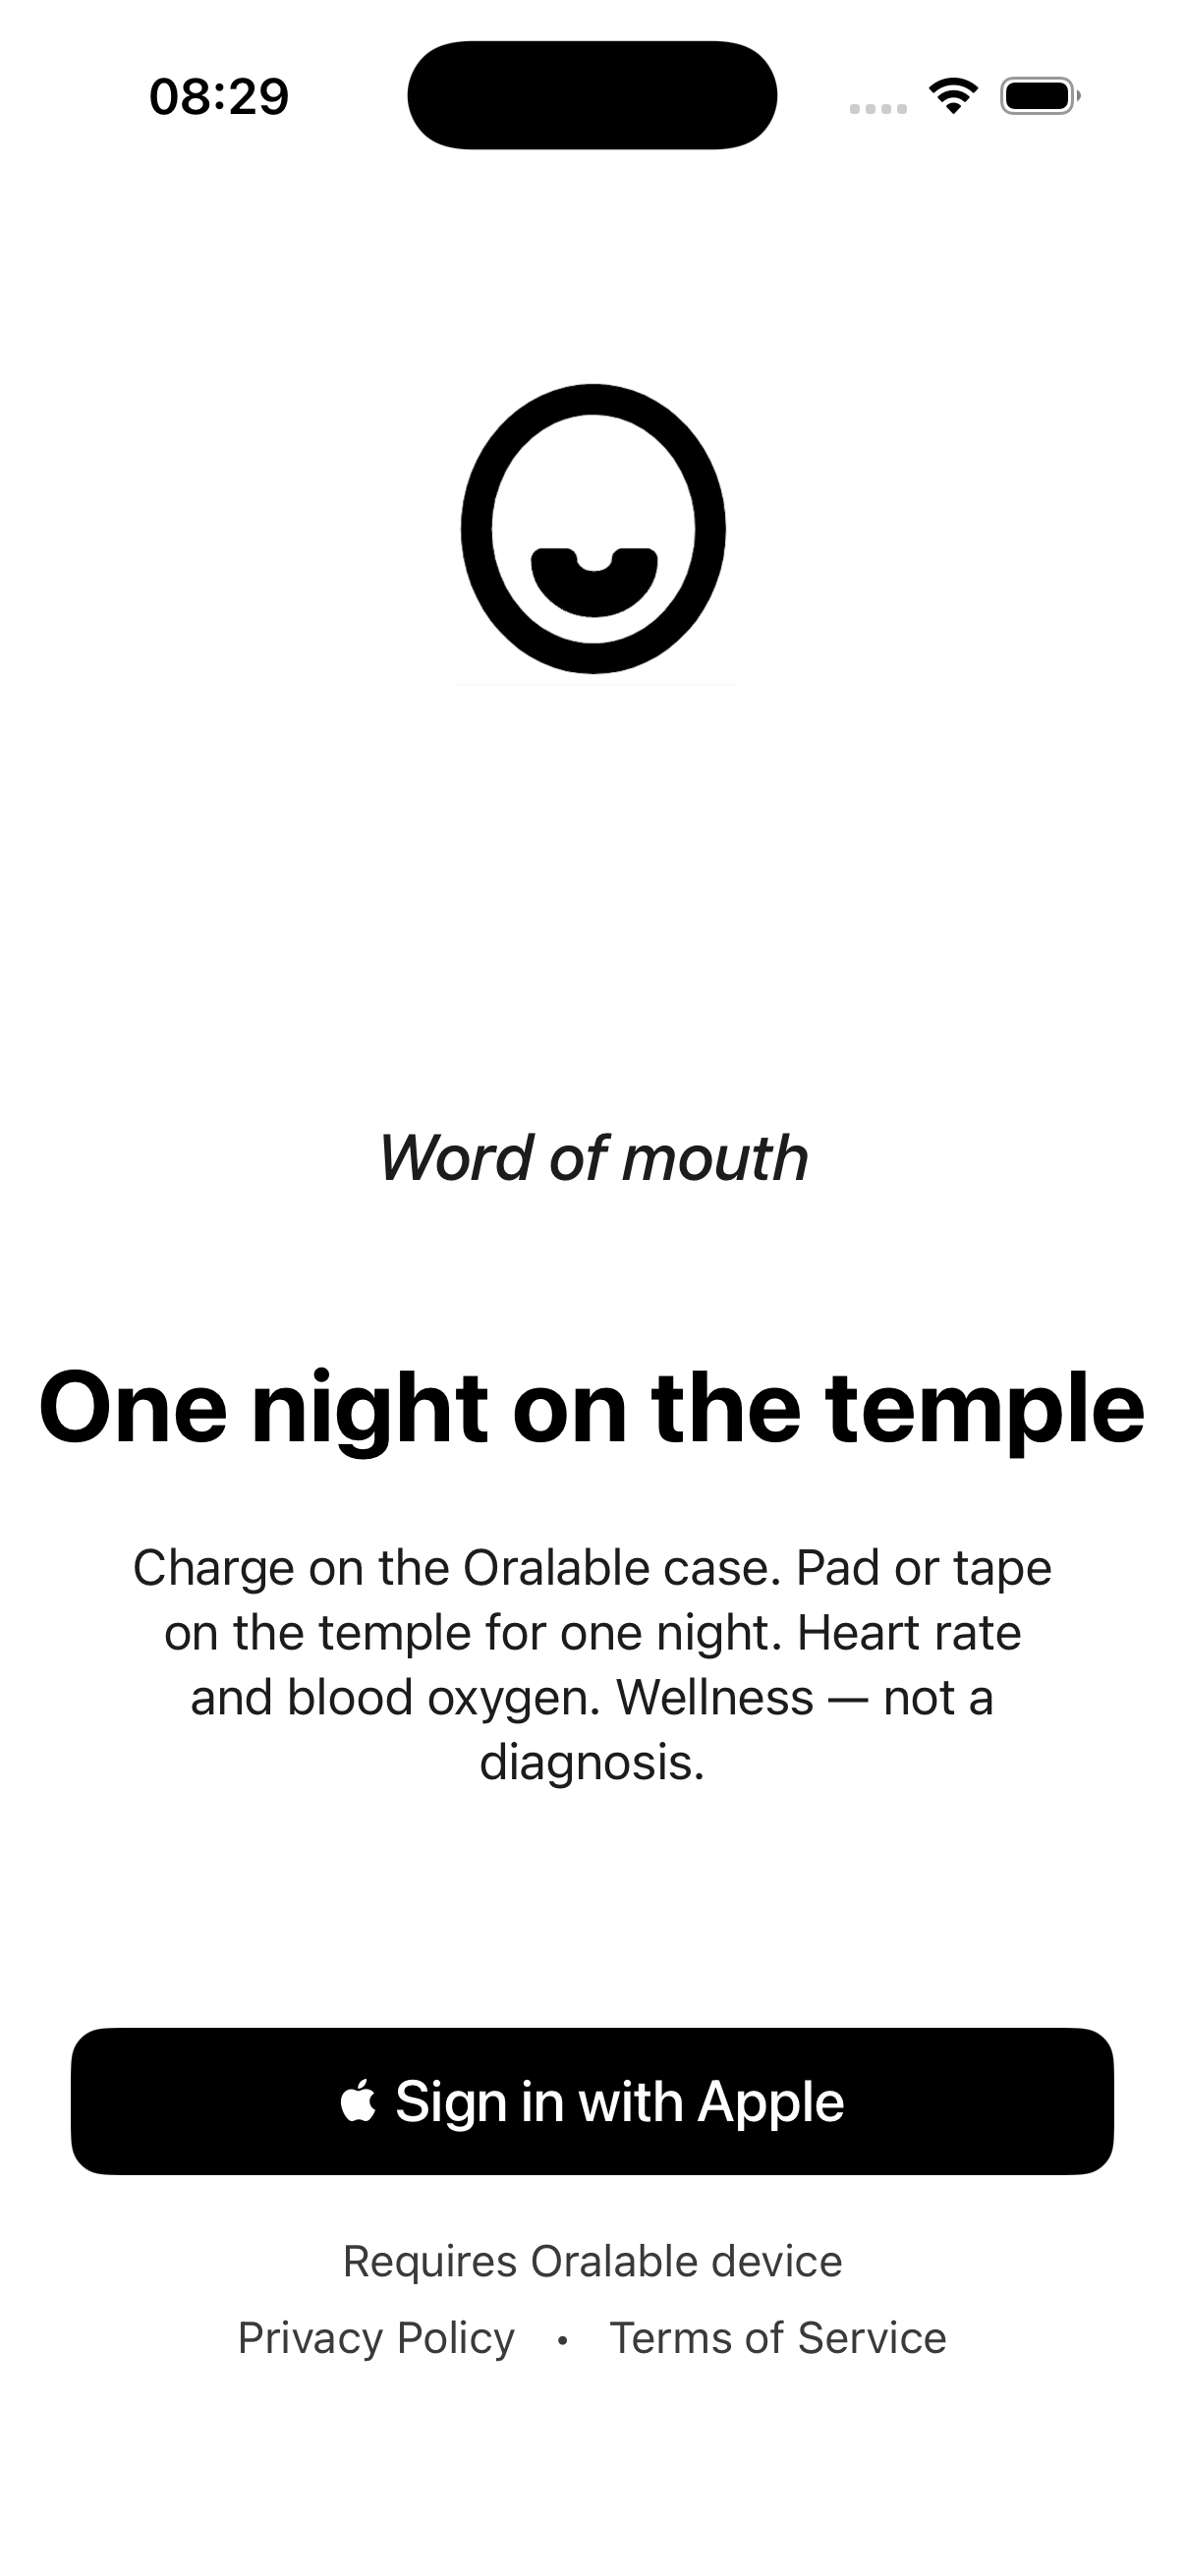 08:29
Word of mouth
One night on the temple
Charge on the Oralable case. Pad or tape
on the temple for one night. Heart rate
and blood oxygen. Wellness — not a
diagnosis.
Sign in with Apple
Requires Oralable device
Privacy Policy • Terms of Service